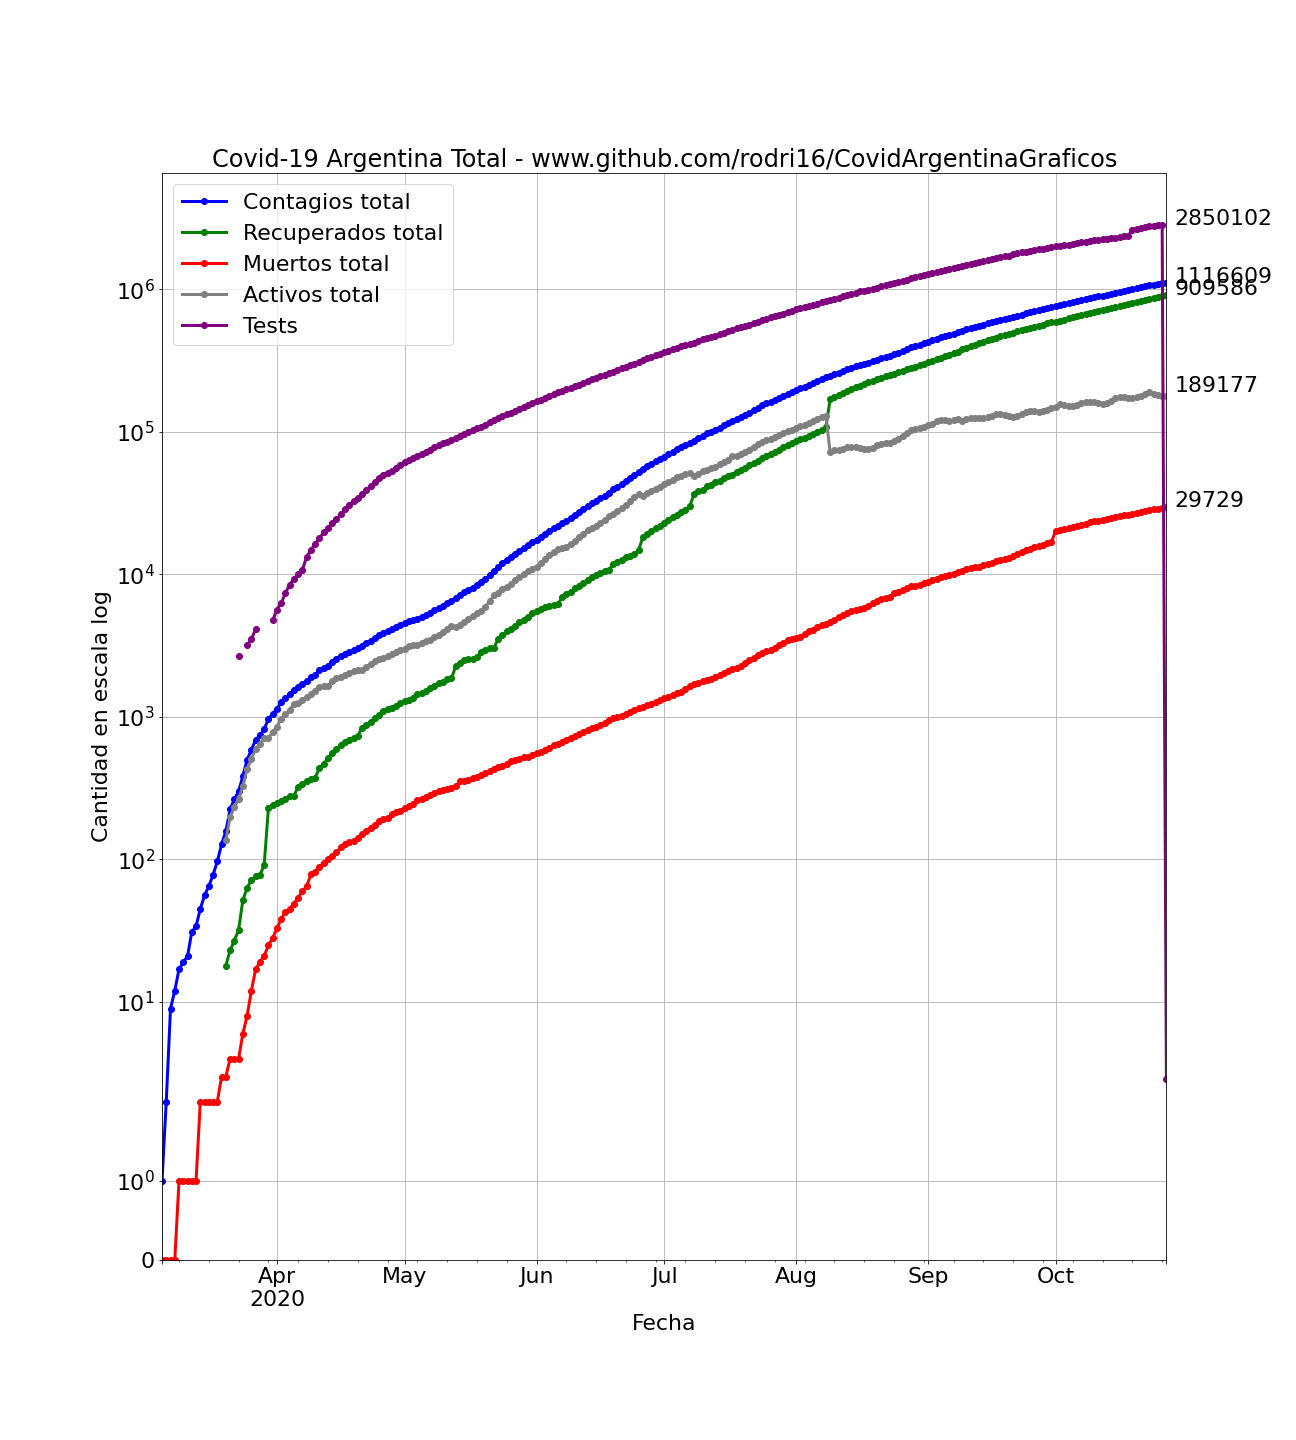 Covid-19 Argentina Total - www.github.com/rodri16/CovidArgentinaGraficos
Contagios total
Recuperados total
Muertos total
Activos total
Tests
2850102
1116609
909586
189177
29729
10^6
10^5
10^4
10^3
10^2
10^1
10^0
0
Cantidad en escala log
Apr May Jun Jul Aug Sep Oct
2020
Fecha